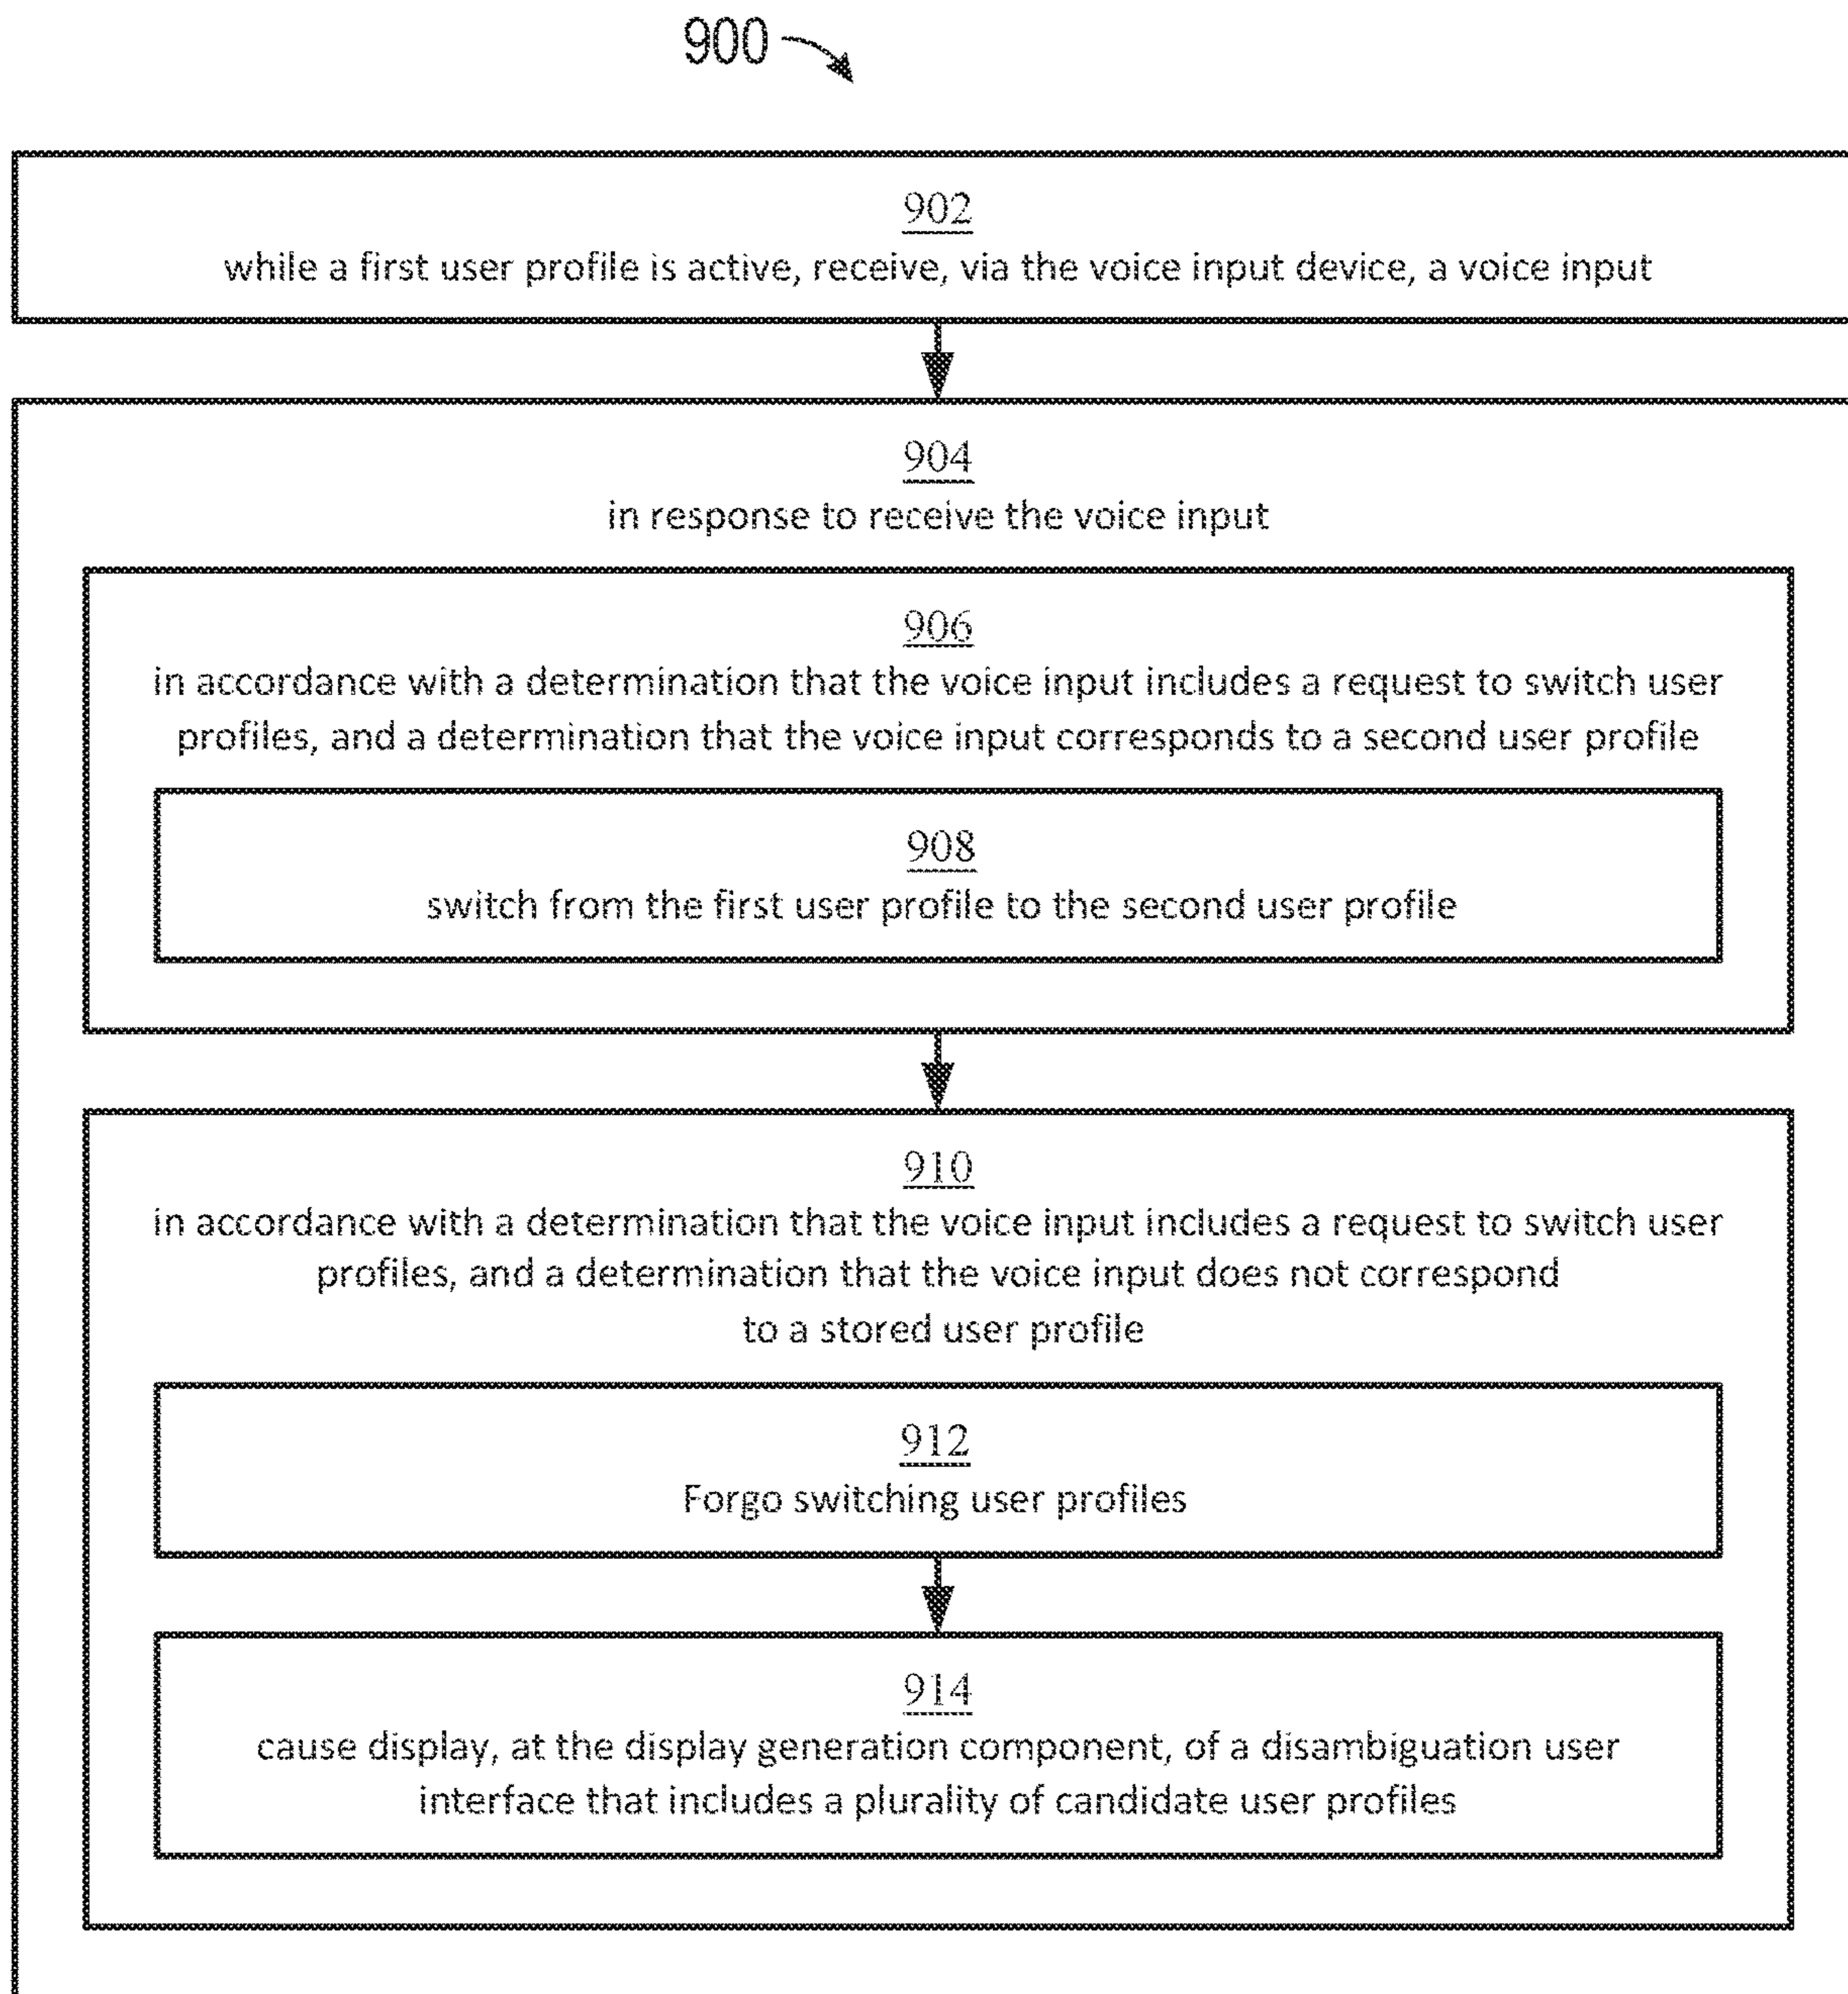 900
902
while a first user profile is active, receive, via the voice input device, a voice input
904
in response to receive the voice input
906
in accordance with a determination that the voice input includes a request to switch user
profiles, and a determination that the voice input corresponds to a second user profile
908
switch from the first user profile to the second user profile
910
in accordance with a determination that the voice input includes a request to switch user
profiles, and a determination that the voice input does not correspond
to a stored user profile
912
Forgo switching user profiles
914
cause display, at the display generation component, of a disambiguation user
interface that includes a plurality of candidate user profiles